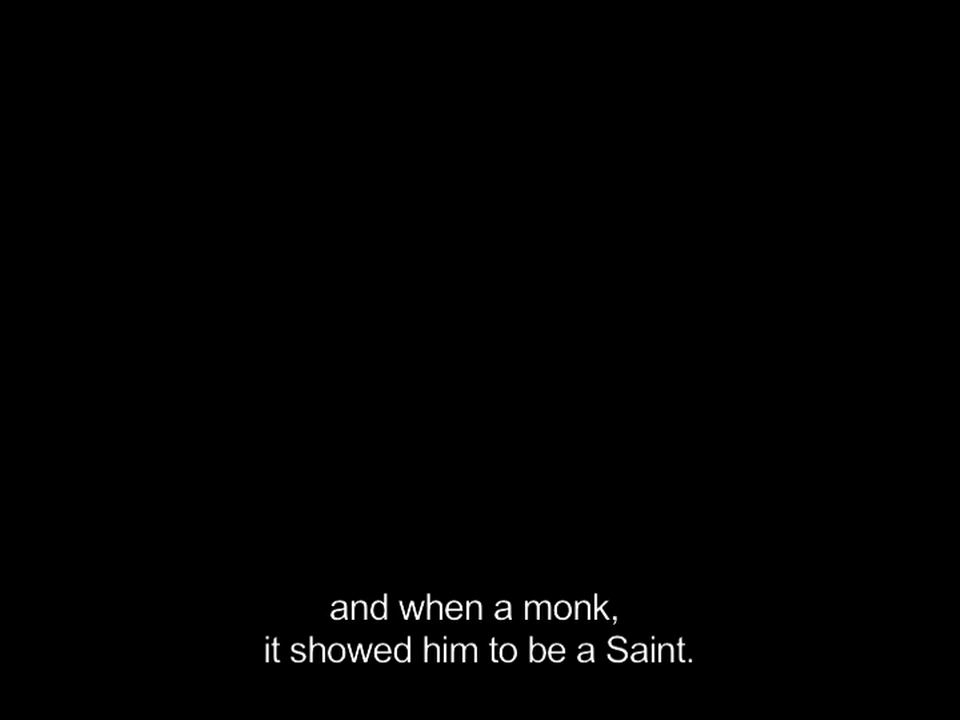 and when a monk,
it showed him to be a Saint.